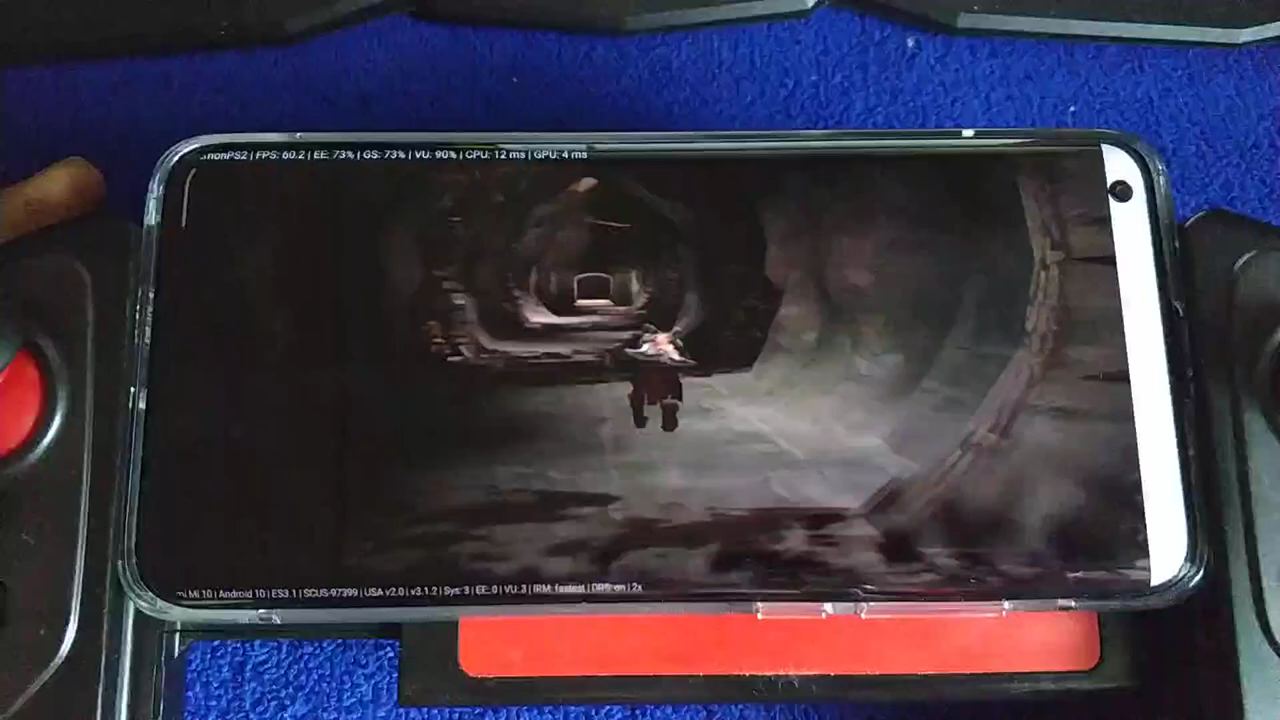 monPS2 | FPS: 60.2 | EE: 73% | GS: 73% | VU: 90% | CPU: 12 ms | GPU: 4 ms
mi Mi 10 | Android 10 | ES3.1 | SCUS-97399 | USA v2.0 | v3.1.2 | Sys: 3 | EE: 0 | VU: 3 | IRM: fastest | DRS: on | 2x